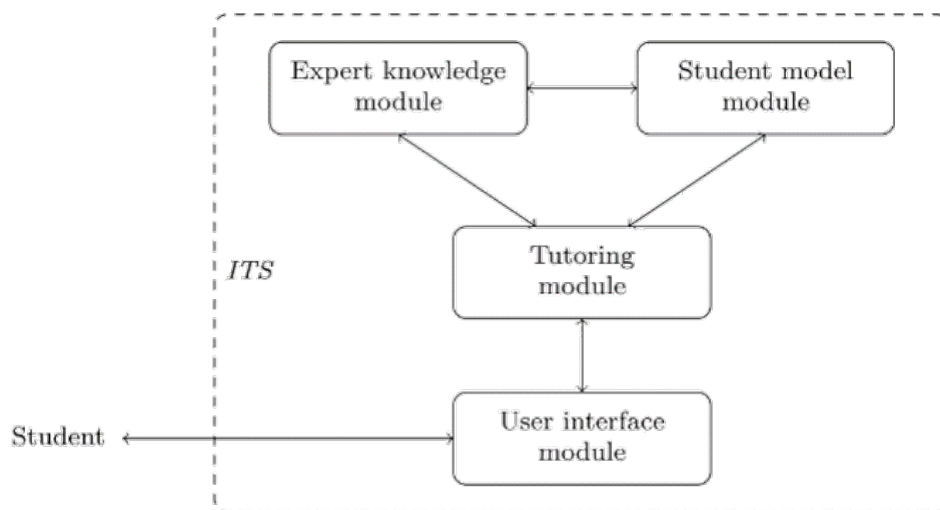 Expert knowledge
module
Student model
module
Tutoring
module
ITS
User interface
module
Student